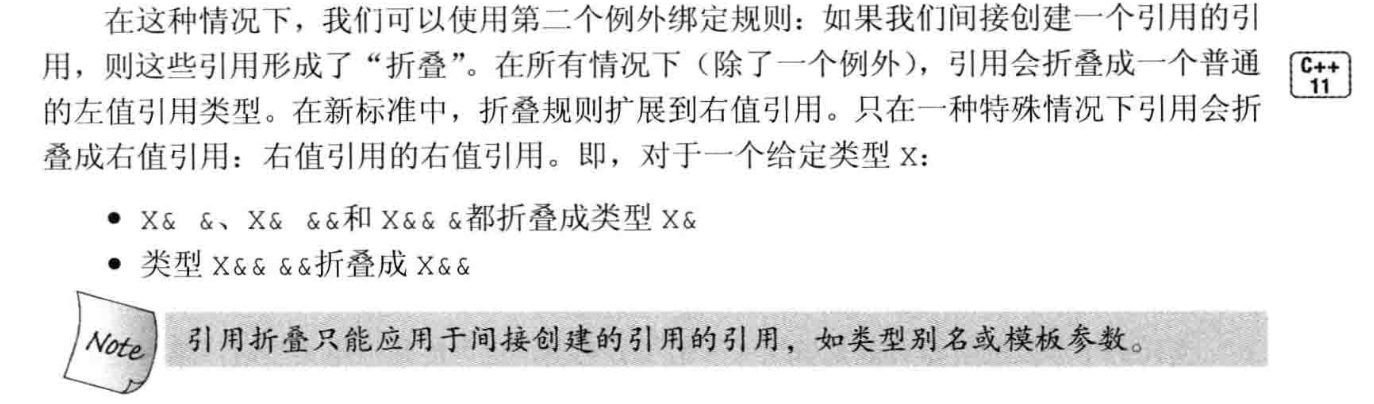 在这种情况下，我们可以使用第二个例外绑定规则：如果我们间接创建一个引用的引
用，则这些引用形成了“折叠”。在所有情况下（除了一个例外），引用会折叠成一个普通
的左值引用类型。在新标准中，折叠规则扩展到右值引用。只在一种特殊情况下引用会折
叠成右值引用：右值引用的右值引用。即，对于一个给定类型 X：
C++
11
● X& &、X& &&和 X&& &都折叠成类型 X&
● 类型 X&& &&折叠成 X&&
Note
引用折叠只能应用于间接创建的引用的引用，如类型别名或模板参数。